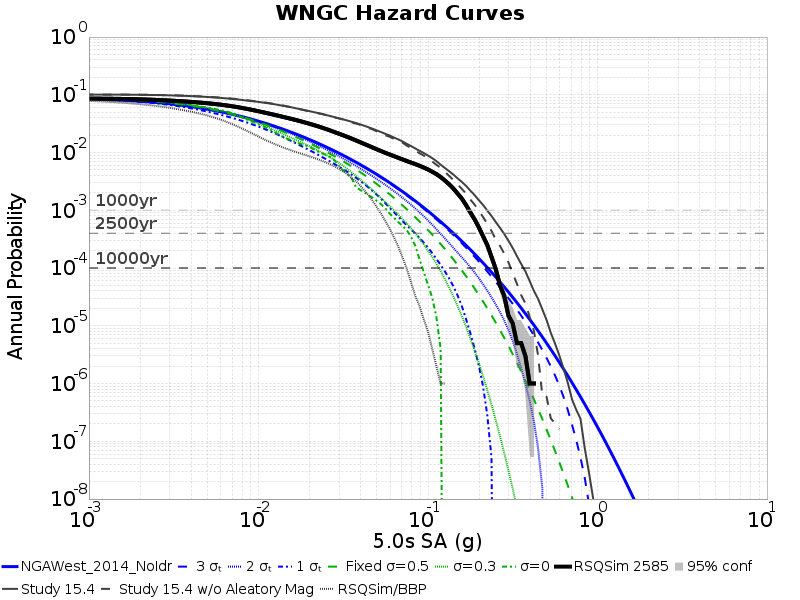 WNGC Hazard Curves
10^0
10^-1
10^-2
1000yr
10^-3
2500yr
10000yr
10^-4
10^-5
10^-6
10^-7
10^-8
Annual Probability
10^-3 10^-2 10^-1 10^0 10^1
5.0s SA (g)
NGAWest_2014_NoIdr 3 σₜ 2 σₜ 1 σₜ Fixed σ=0.5 σ=0.3 σ=0 RSQSim 2585 95% conf
Study 15.4 Study 15.4 w/o Aleatory Mag RSQSim/BBP